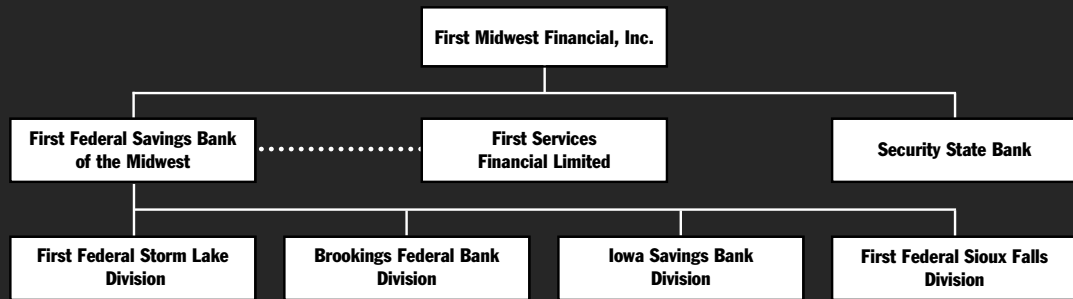 First Midwest Financial, Inc.
First Federal Savings Bank
of the Midwest
First Services
Financial Limited
Security State Bank
First Federal Storm Lake
Division
Brookings Federal Bank
Division
Iowa Savings Bank
Division
First Federal Sioux Falls
Division